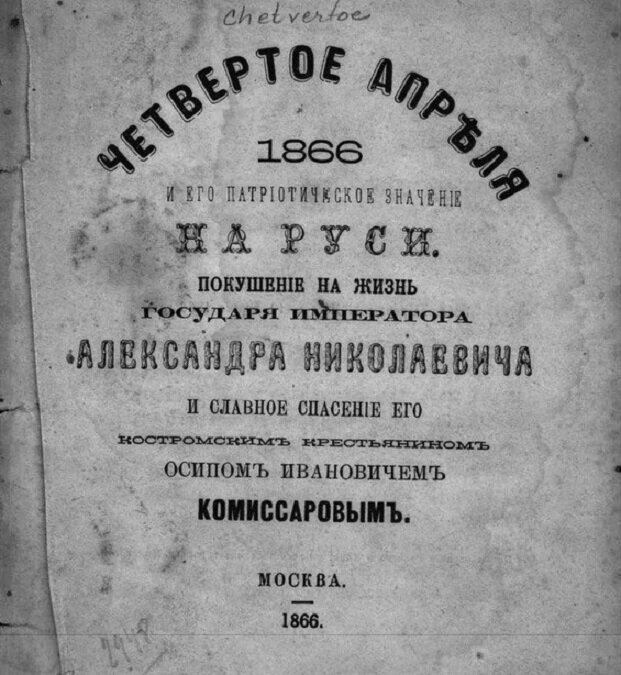 Chetvertoe
ЧЕТВЕРТОЕ АПРѢЛЯ
1866
И ЕГО ПАТРІОТИЧЕСКОЕ ЗНАЧЕНІЕ
НА РУСИ.
ПОКУШЕНІЕ НА ЖИЗНЬ
ГОСУДАРЯ ИМПЕРАТОРА
АЛЕКСАНДРА НИКОЛАЕВИЧА
И СЛАВНОЕ СПАСЕНІЕ ЕГО
КОСТРОМСКИМЪ КРЕСТЬЯНИНОМЪ
ОСИПОМЪ ИВАНОВИЧЕМЪ
КОМИССАРОВЫМЪ.
МОСКВА.
1866.